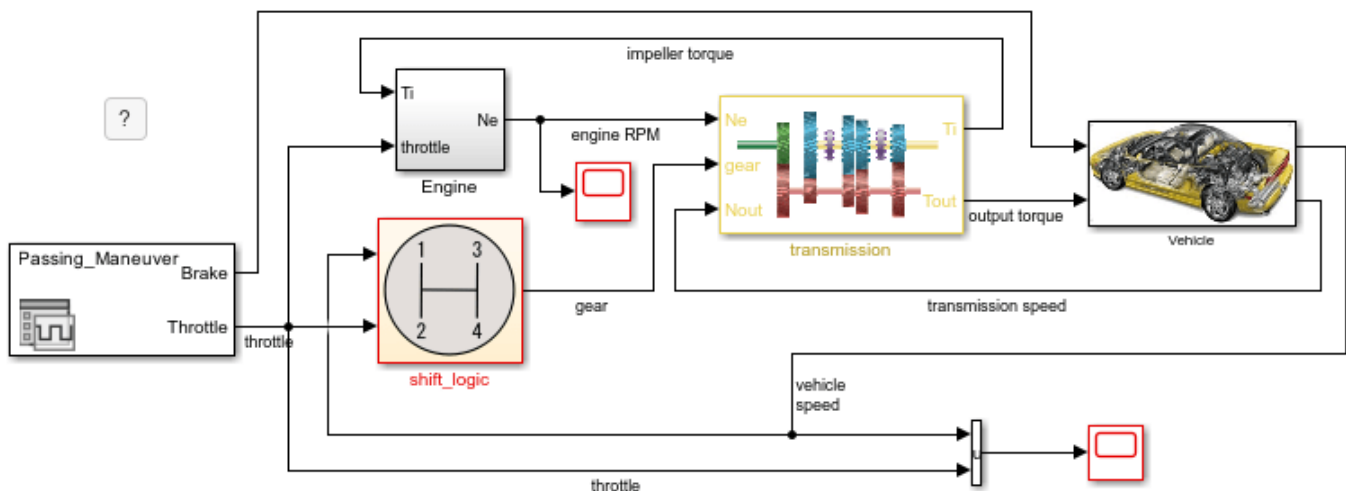 impeller torque
?
Ti
Ne
throttle
Engine
engine RPM
Ne
gear
Nout
Ti
Tout
transmission
output torque
Vehicle
Passing_Maneuver
Brake
Throttle
throttle
1 3
2 4
shift_logic
gear
transmission speed
vehicle
speed
throttle